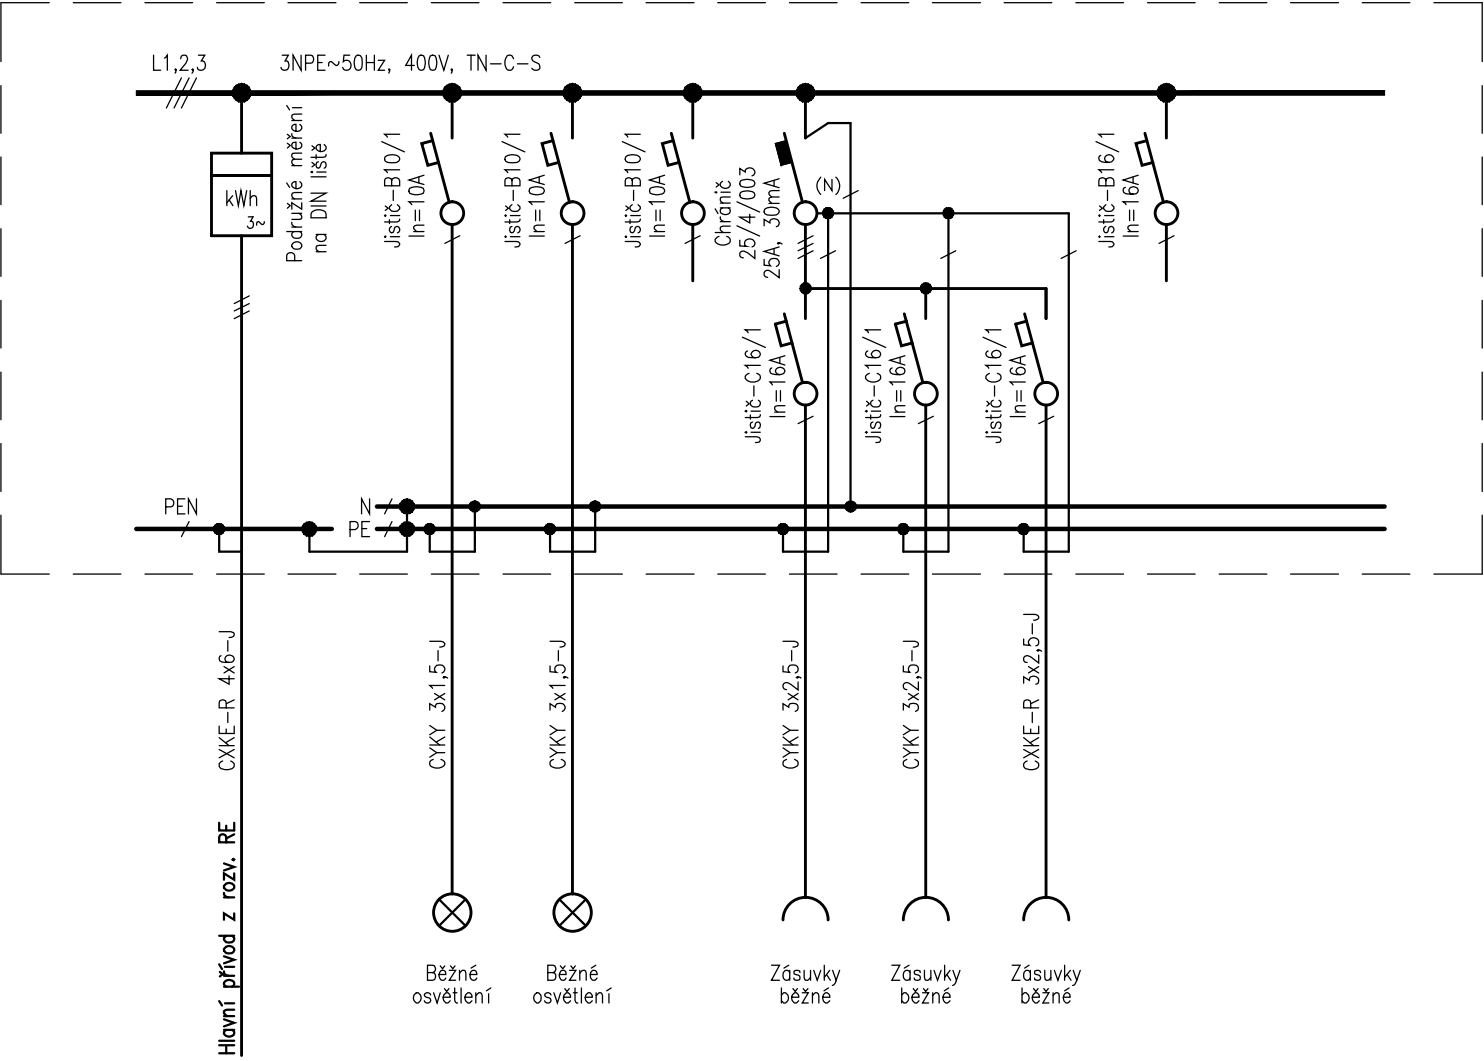 L1,2,3
3NPE~50Hz, 400V, TN-C-S
kWh
3~
Podružné měření
na DIN liště
Jistič-B10/1
In=10A
Jistič-B10/1
In=10A
Jistič-B10/1
In=10A
Chránič
25/4/003
25A, 30mA
(N)
Jistič-B16/1
In=16A
Jistič-C16/1
In=16A
Jistič-C16/1
In=16A
Jistič-C16/1
In=16A
PEN
N
PE
CXKE-R 4x6-J
CYKY 3x1,5-J
CYKY 3x1,5-J
CYKY 3x2,5-J
CYKY 3x2,5-J
CXKE-R 3x2,5-J
Hlavní přívod z rozv. RE
Běžné
osvětlení
Běžné
osvětlení
Zásuvky
běžné
Zásuvky
běžné
Zásuvky
běžné